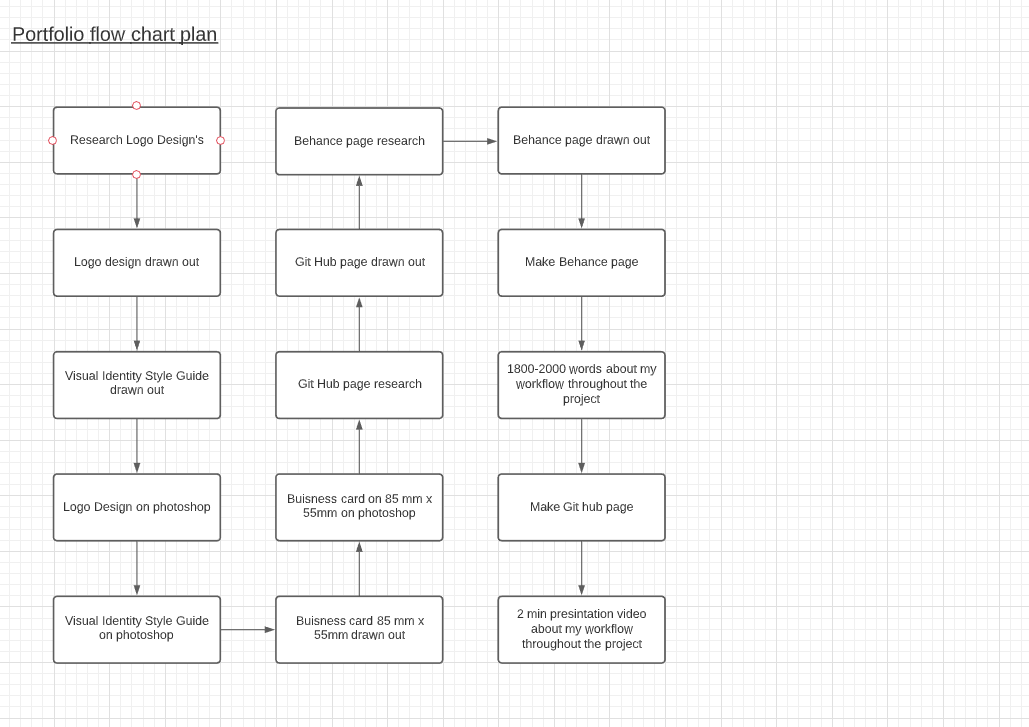 Portfolio flow chart plan
Research Logo Design's
Logo design drawn out
Visual Identity Style Guide
drawn out
Logo Design on photoshop
Visual Identity Style Guide
on photoshop
Buisness card 85 mm x
55mm drawn out
Buisness card on 85 mm x
55mm on photoshop
Git Hub page research
Git Hub page drawn out
Behance page research
Behance page drawn out
Make Behance page
1800-2000 words about my
workflow throughout the
project
Make Git hub page
2 min presintation video
about my workflow
throughout the project